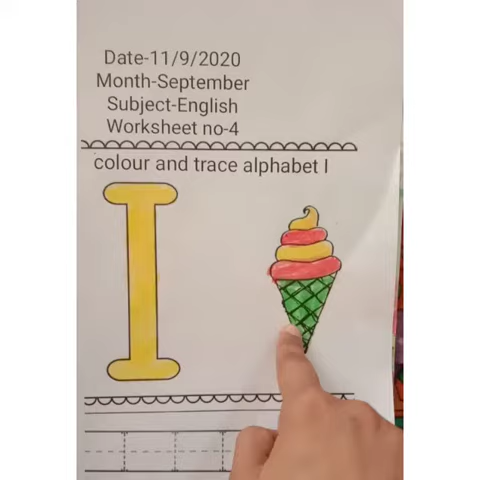 Date-11/9/2020
Month-September
Subject-English
Worksheet no-4
colour and trace alphabet I
I